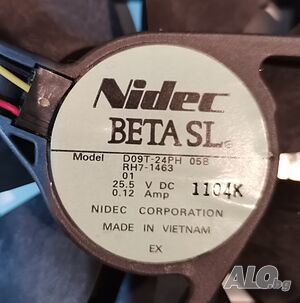 Nidec
BETA SL
Model D09T-24PH 05B
RH7-1463
01
25.5 V DC
0.12 Amp 1104K
NIDEC CORPORATION
MADE IN VIETNAM
EX
ALO.bg